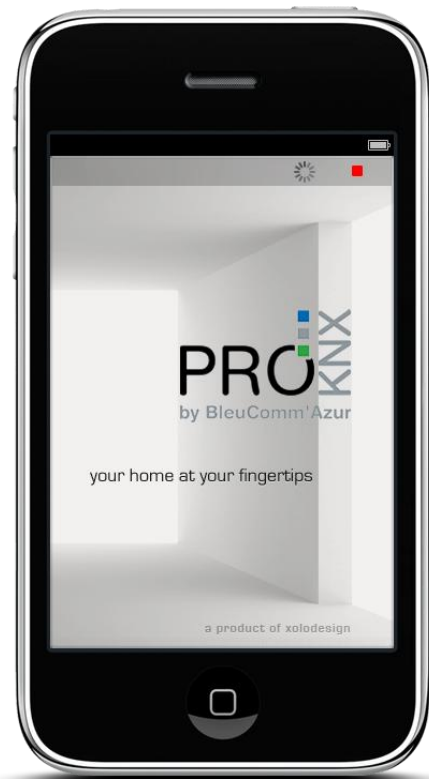 PRO
KNX
by BleuComm'Azur
your home at your fingertips
a product of xolodesign